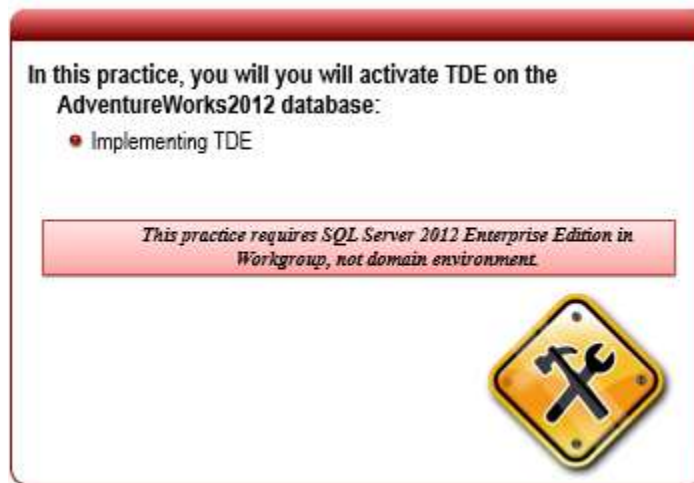 In this practice, you will you will activate TDE on the
AdventureWorks2012 database:
Implementing TDE
This practice requires SQL Server 2012 Enterprise Edition in
Workgroup, not domain environment.